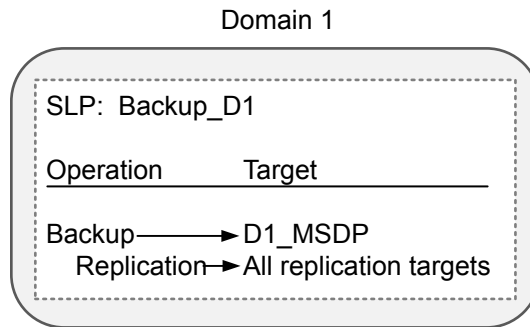 Domain 1
SLP: Backup_D1
Operation Target
Backup D1_MSDP
Replication All replication targets